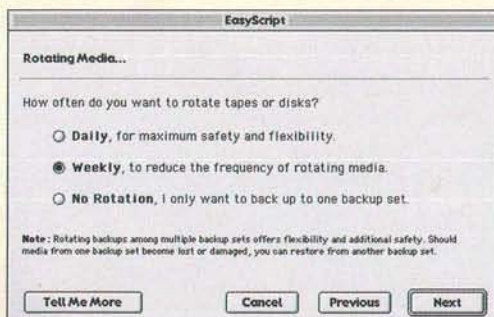 EasyScript
Rotating Media...
How often do you want to rotate tapes or disks?
Daily, for maximum safety and flexibility.
Weekly, to reduce the frequency of rotating media.
No Rotation, I only want to back up to one backup set.
Note: Rotating backups among multiple backup sets offers flexibility and additional safety. Should
media from one backup set become lost or damaged, you can restore from another backup set.
Tell Me More Cancel Previous Next